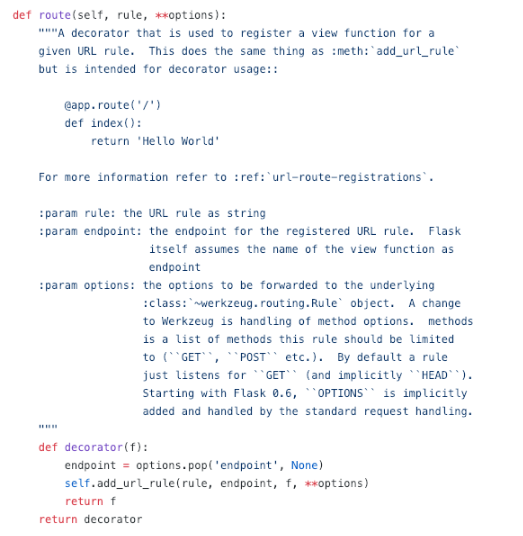 def route(self, rule, **options):
    """A decorator that is used to register a view function for a
    given URL rule.  This does the same thing as :meth:`add_url_rule`
    but is intended for decorator usage::

        @app.route('/')
        def index():
            return 'Hello World'

    For more information refer to :ref:`url-route-registrations`.

    :param rule: the URL rule as string
    :param endpoint: the endpoint for the registered URL rule.  Flask
                     itself assumes the name of the view function as
                     endpoint
    :param options: the options to be forwarded to the underlying
                    :class:`~werkzeug.routing.Rule` object.  A change
                    to Werkzeug is handling of method options.  methods
                    is a list of methods this rule should be limited
                    to (``GET``, ``POST`` etc.).  By default a rule
                    just listens for ``GET`` (and implicitly ``HEAD``).
                    Starting with Flask 0.6, ``OPTIONS`` is implicitly
                    added and handled by the standard request handling.
    """
    def decorator(f):
        endpoint = options.pop('endpoint', None)
        self.add_url_rule(rule, endpoint, f, **options)
        return f
    return decorator